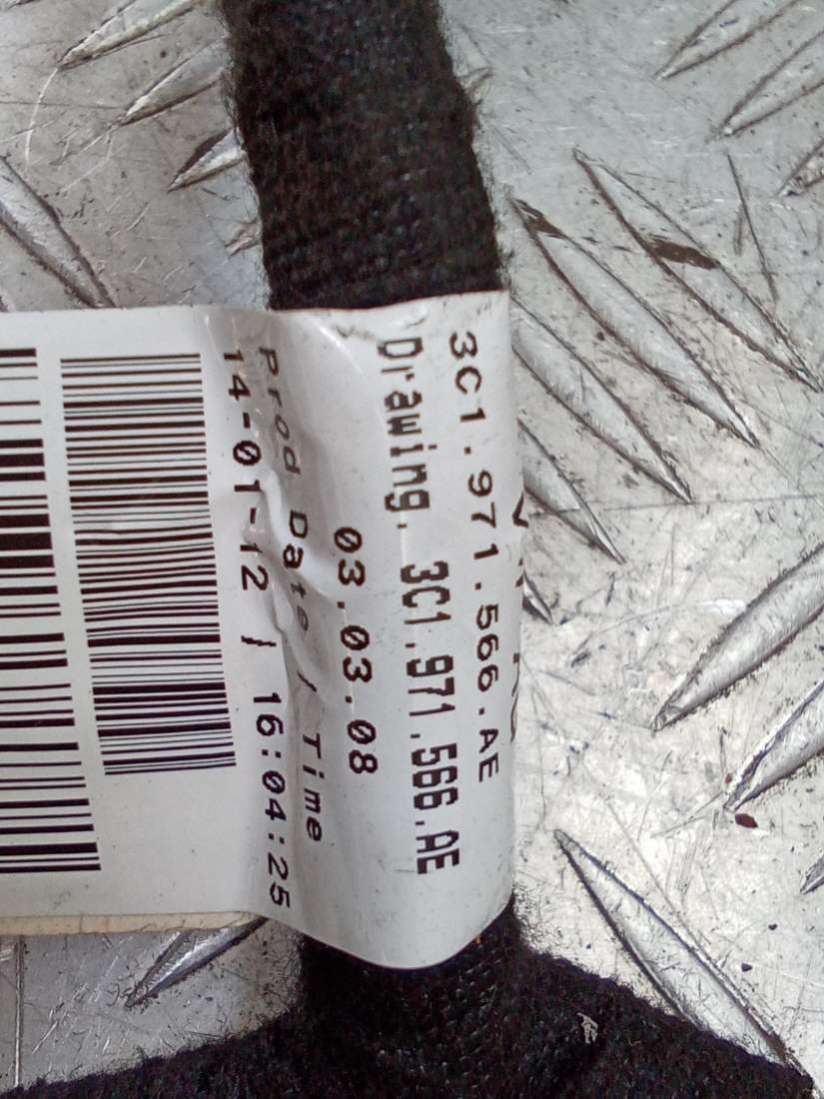 3C1.971.566.AE
Drawing. 3C1.971.566.AE
03.03.08
Prod Date / Time
14-01-12 / 16:04:25